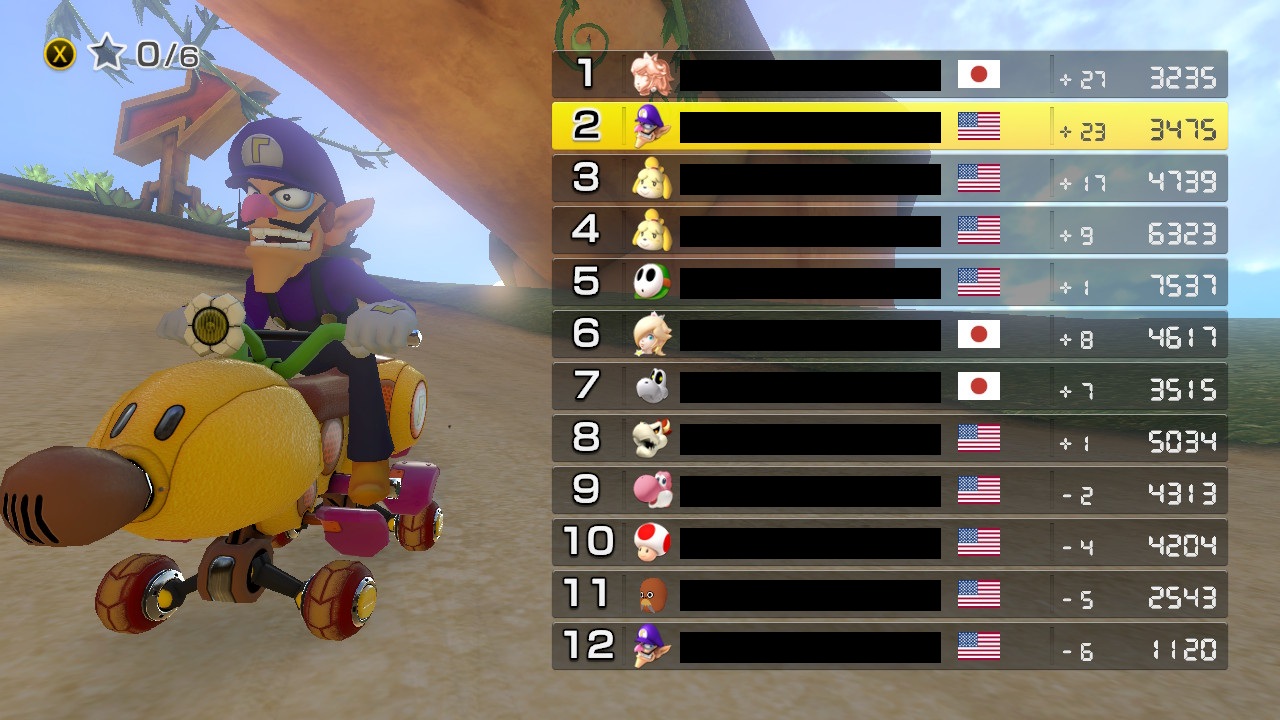 X 0/6
1 + 27 3235
2 + 23 3475
3 + 17 4739
4 + 9 6323
5 + 1 7537
6 + 8 4617
7 + 7 3515
8 + 1 5034
9 - 2 4313
10 - 4 4204
11 - 5 2543
12 - 6 1120